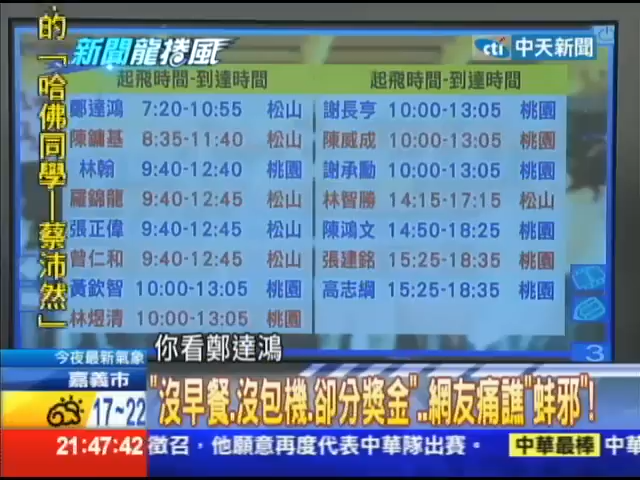 的「哈佛同學—蔡沛然」
新聞龍捲風
cti 中天新聞
起飛時間-到達時間
鄭達鴻 7:20-10:55 松山
陳鏞基 8:35-11:40 松山
林翰 9:40-12:40 桃園
羅錦龍 9:40-12:45 松山
張正偉 9:40-12:45 松山
曾仁和 9:40-12:45 松山
黃欽智 10:00-13:05 桃園
林煜清 10:00-13:05 桃園
起飛時間-到達時間
謝長亨 10:00-13:05 桃園
陳威成 10:00-13:05 桃園
謝承勳 10:00-13:05 桃園
林智勝 14:15-17:15 松山
陳鴻文 14:50-18:25 桃園
張建銘 15:25-18:35 桃園
高志綱 15:25-18:35 桃園
3
你看鄭達鴻
今夜最新氣象
嘉義市
17~22
"沒早餐.沒包機.卻分獎金"..網友痛譙"蚌邪"!
21:47:42
徵召，他願意再度代表中華隊出賽。 中華最棒 中華